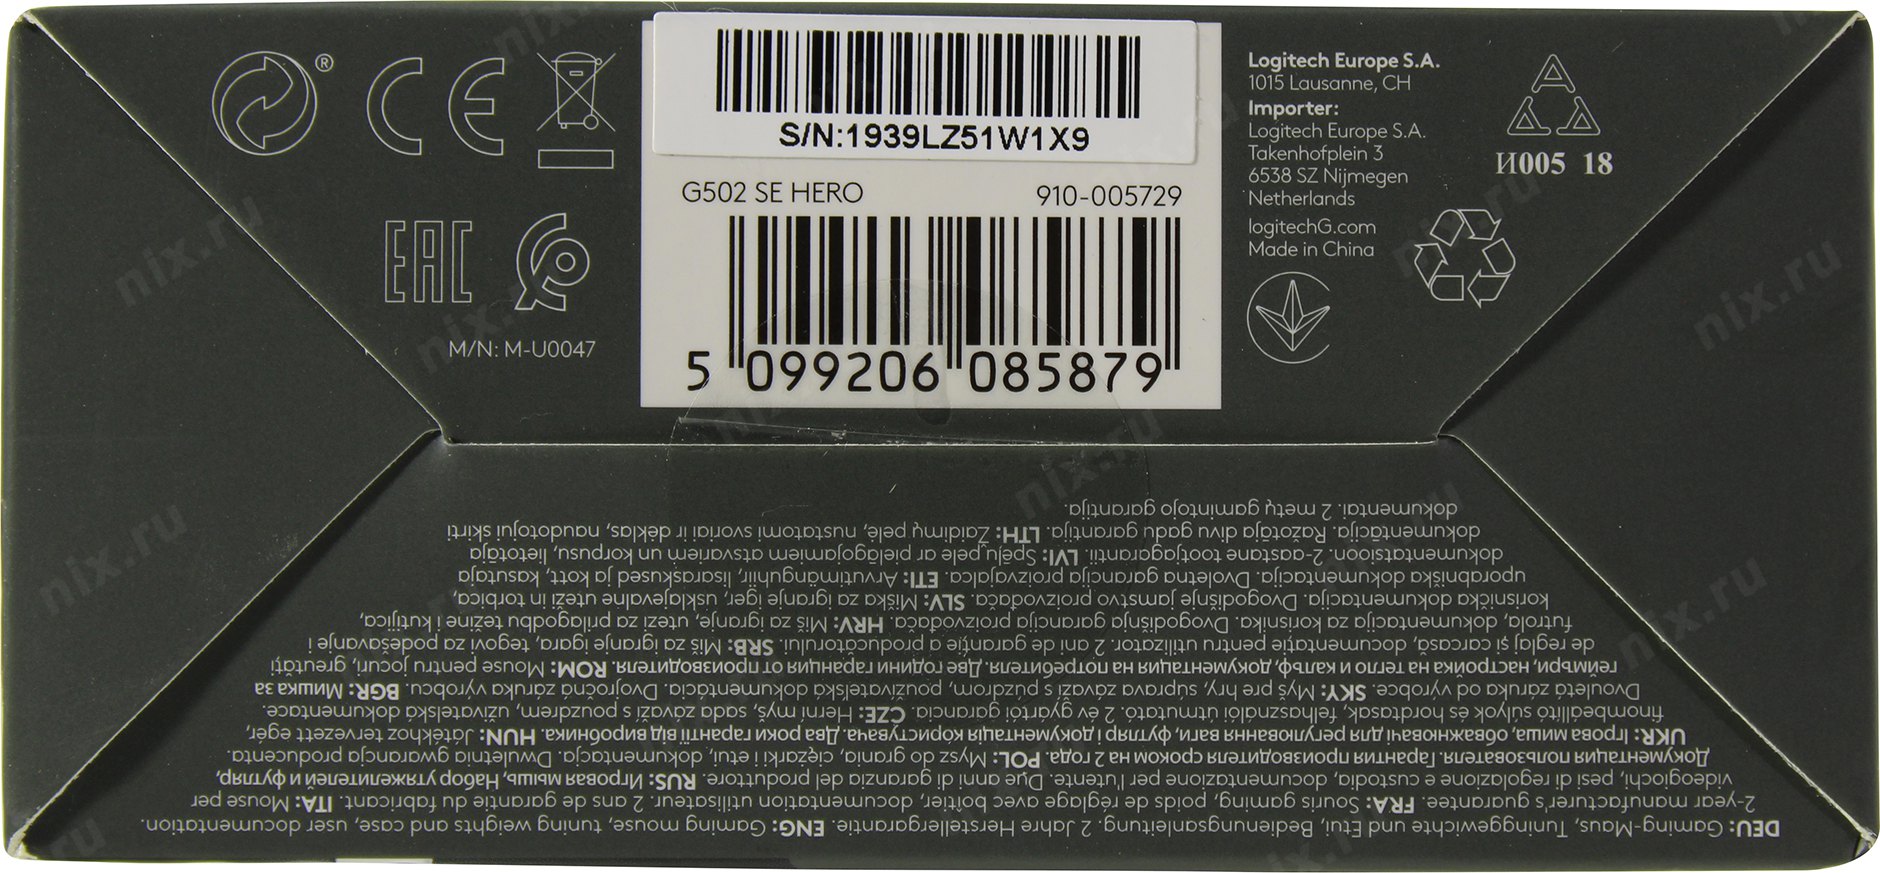 ®
CE
EAC
M/N: M-U0047
S/N:1939LZ51W1X9
G502 SE HERO 910-005729
5 099206 085879
Logitech Europe S.A.
1015 Lausanne, CH
Importer:
Logitech Europe S.A.
Takenhofplein 3
6538 SZ Nijmegen
Netherlands
logitechG.com
Made in China
И005 18
DEU: Gaming-Maus, Tuninggewichte und Etui, Bedienungsanleitung. 2 Jahre Herstellergarantie. ENG: Gaming mouse, tuning weights and case, user documentation.
2-year manufacturer's guarantee. FRA: Souris gaming, poids de réglage avec boîtier, documentation utilisateur. 2 ans de garantie du fabricant. ITA: Mouse per
videogiochi, pesi di regolazione e custodia, documentazione per l'utente. Due anni di garanzia del produttore. RUS: Игровая мышь, Набор утяжелителей и футляр,
Документация пользователя. Гарантия производителя сроком на 2 года. POL: Mysz do grania, ciężarki i etui, dokumentacja. Dwuletnia gwarancja producenta
UKR: Ігрова миша, обважнювачі для регулювання ваги, футляр і документація користувача. Два роки гарантії від виробника. HUN: Játékhoz tervezett egér,
finombeállító súlyok és hordtasak, felhasználói útmutató. 2 év gyártói garancia. CZE: Herní myš, sada závaží s pouzdrem, uživatelská dokumentace.
Dvouletá záruka od výrobce. SKY: Myš pre hry, súprava závaží s púzdrom, používateľská dokumentácia. Dvojročná záruka výrobcu. BGR: Мишка за
геймъри, настройка на тегло и калъф, документация на потребителя. Две години гаранция от производителя. ROM: Mouse pentru jocuri, greutăți
de reglaj și carcasă, documentație pentru utilizator. 2 ani de garanție a producătorului. SRB: Miš za igranje igara, tegovi za podešavanje i
futrola, dokumentacija za korisnika. Dvogodišnja garancija proizvođača. HRV: Miš za igranje, utezi za prilagodbu težine i kutijica,
korisnička dokumentacija. Dvogodišnje jamstvo proizvođača. SLV: Miška za igranje iger, usklajevalne uteži in torbica,
uporabniška dokumentacija. Dvoletna garancija proizvajalca. ETI: Arvutimänguhiir, lisaraskused ja kott, kasutaja
dokumentatsioon. 2-aastane tootjagarantii. LVI: Spēļu pele ar pielāgojamiem atsvariem un korpusu, lietotāja
dokumentācija. Ražotāja divu gadu garantija. LTH: Žaidimų pelė, nustatomi svoriai ir dėklas, naudotojui skirti
dokumentai. 2 metų gamintojo garantija.
nix.ru